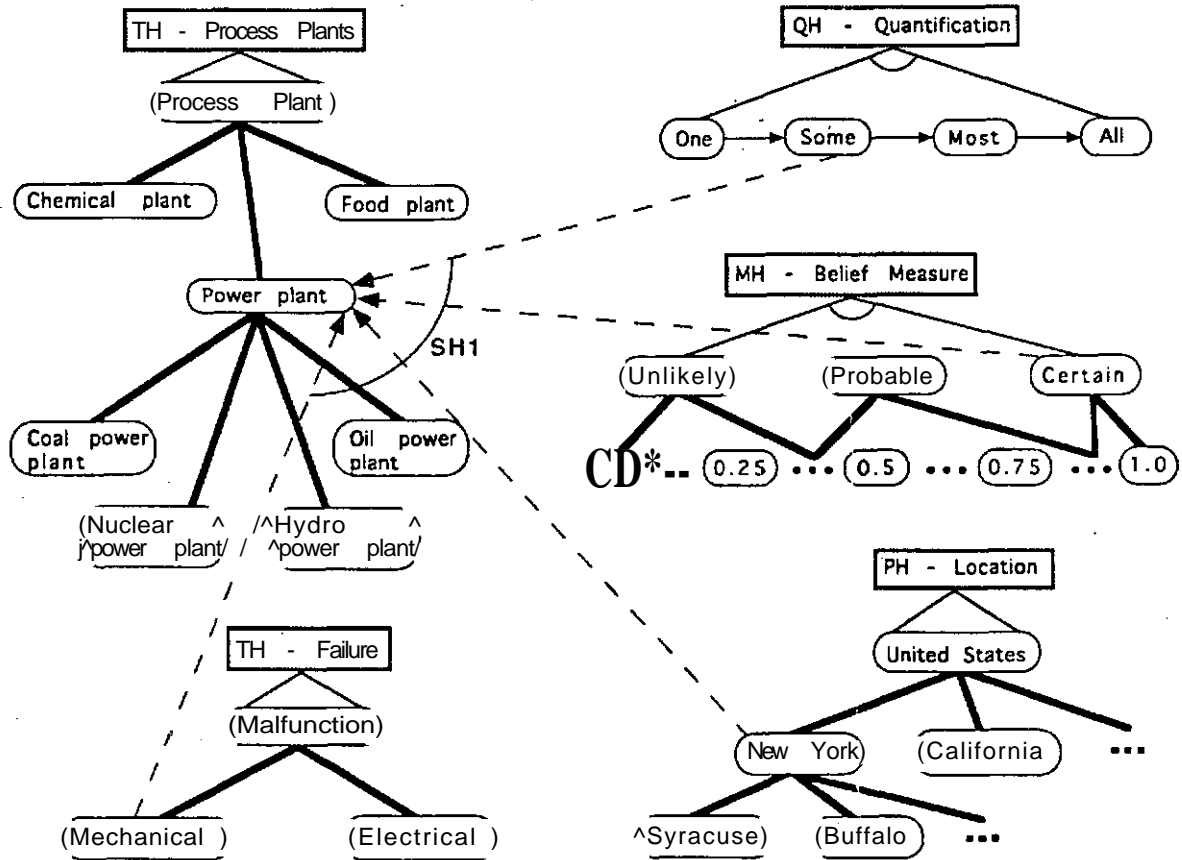 TH - Process Plants
(Process Plant)
Chemical plant
Food plant
Power plant
SH1
Coal power
plant
Oil power
plant
(Nuclear ^
j^power plant/
/^Hydro ^
/ ^power plant/
TH - Failure
(Malfunction)
(Mechanical)
(Electrical)
QH - Quantification
One
Some
Most
All
MH - Belief Measure
(Unlikely)
(Probable
Certain
CD*-- 0.25 ••• 0.5 ••• 0.75 ••• 1.0
PH - Location
United States
New York
(California
•••
^Syracuse)
(Buffalo
•••